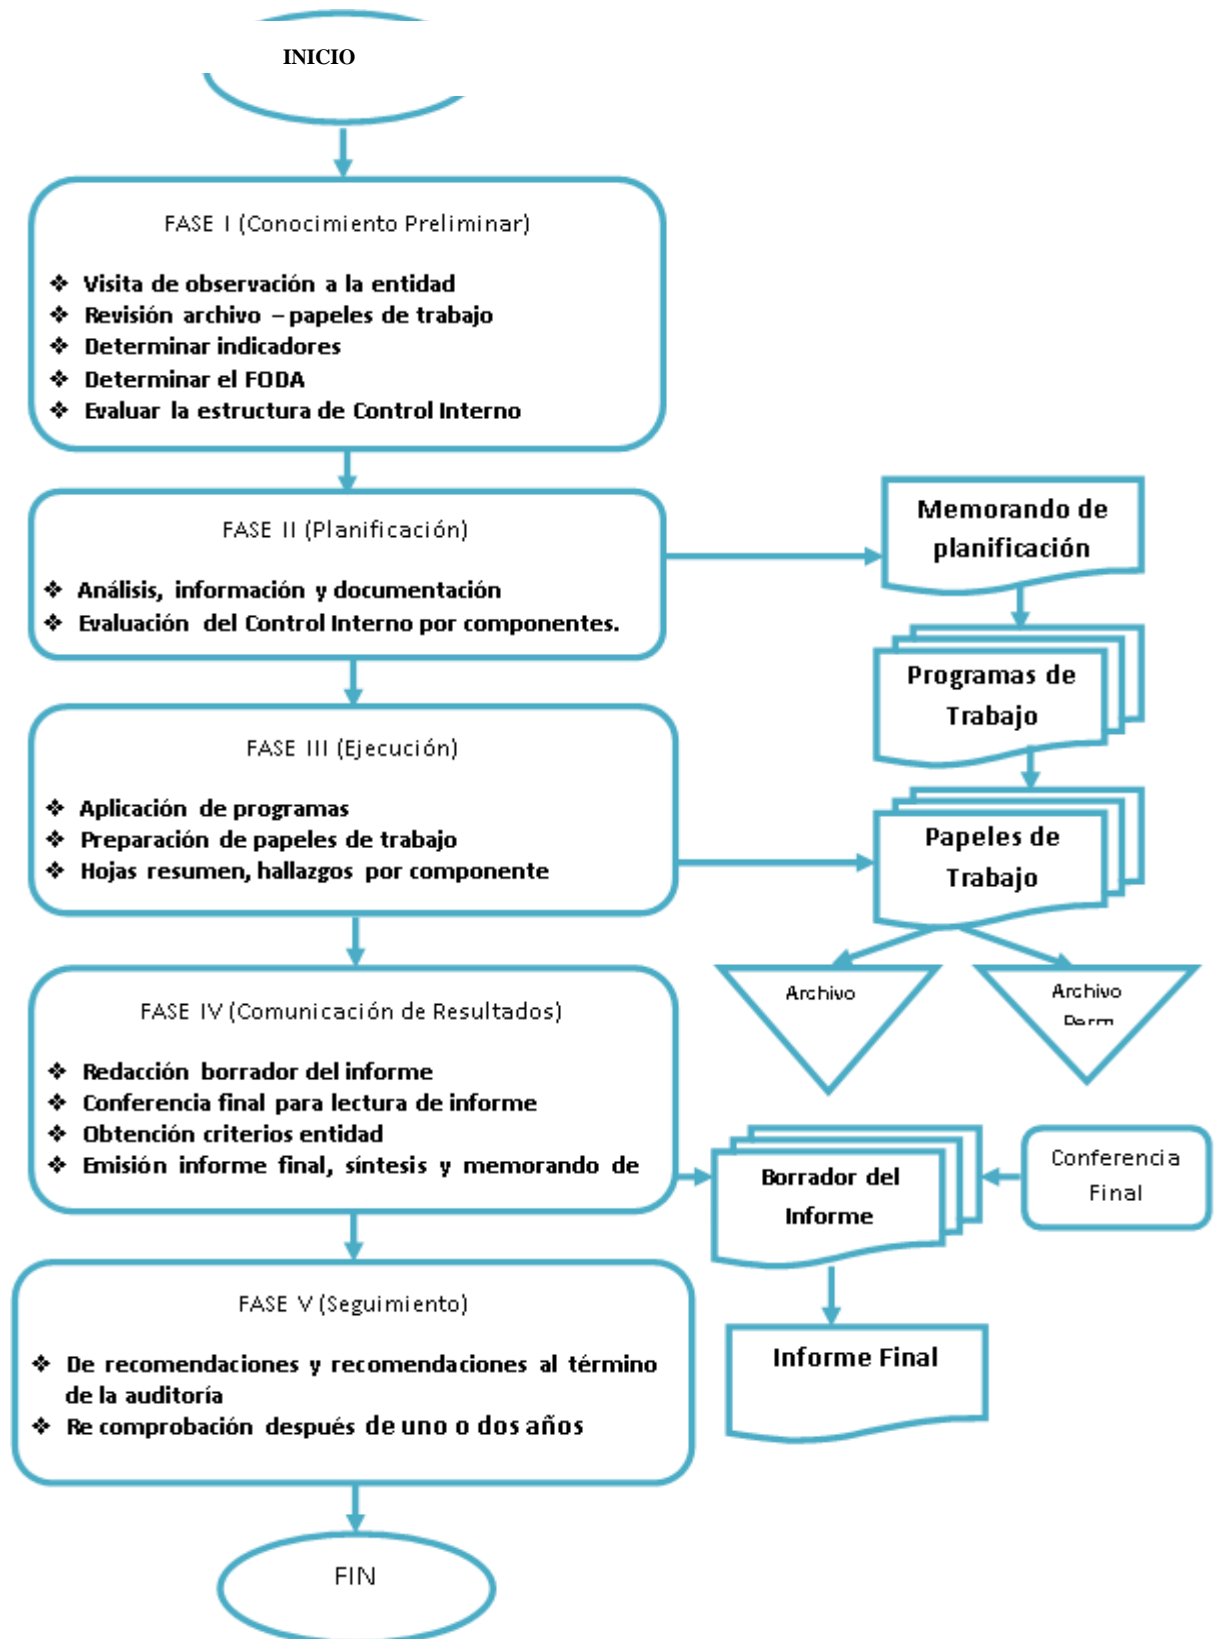 INICIO
FASE I (Conocimiento Preliminar)
❖ Visita de observación a la entidad
❖ Revisión archivo – papeles de trabajo
❖ Determinar indicadores
❖ Determinar el FODA
❖ Evaluar la estructura de Control Interno
FASE II (Planificación)
❖ Análisis, información y documentación
❖ Evaluación del Control Interno por componentes.
Memorando de
planificación
Programas de
Trabajo
FASE III (Ejecución)
❖ Aplicación de programas
❖ Preparación de papeles de trabajo
❖ Hojas resumen, hallazgos por componente
Papeles de
Trabajo
Archivo
Archivo
FASE IV (Comunicación de Resultados)
❖ Redacción borrador del informe
❖ Conferencia final para lectura de informe
❖ Obtención criterios entidad
❖ Emisión informe final, síntesis y memorando de
Borrador del
Informe
Conferencia
Final
Informe Final
FASE V (Seguimiento)
❖ De recomendaciones y recomendaciones al término
de la auditoría
❖ Re comprobación después de uno o dos años
FIN